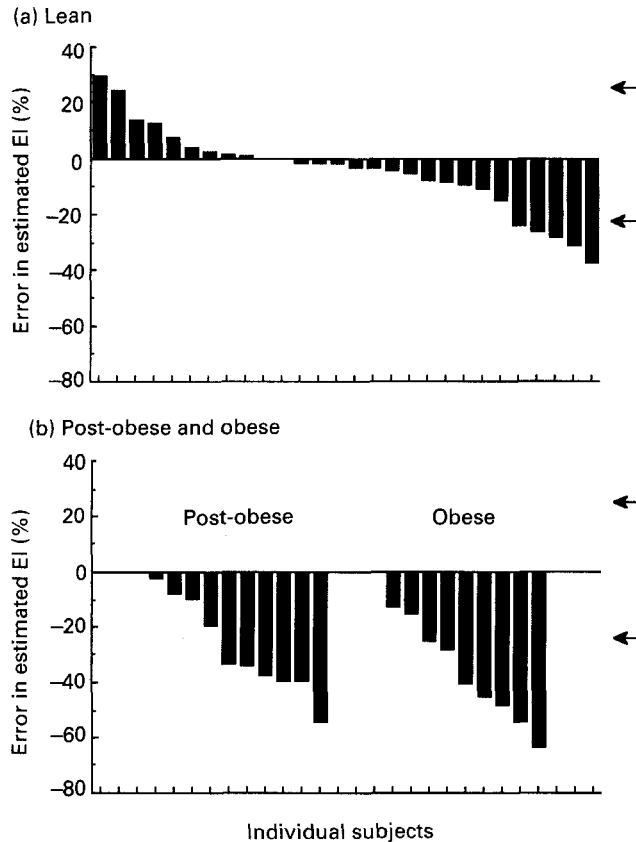 (a) Lean
Error in estimated EI (%)
40
20
0
−20
−40
−60
−80
(b) Post-obese and obese
Error in estimated EI (%)
40
20
0
−20
−40
−60
−80
Post-obese
Obese
Individual subjects